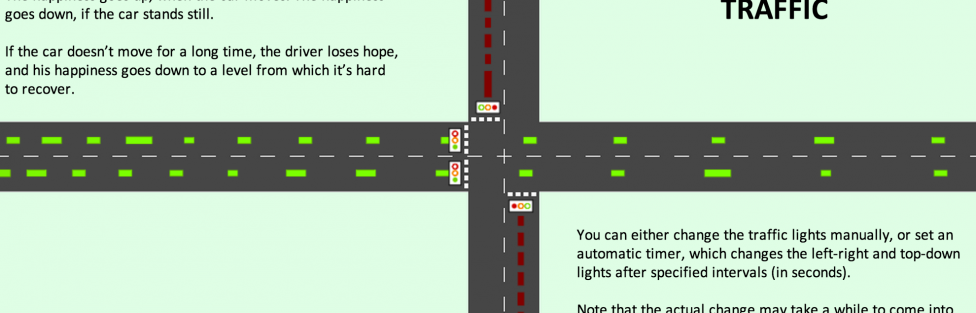 goes down, if the car stands still.
If the car doesn't move for a long time, the driver loses hope,
and his happiness goes down to a level from which it's hard
to recover.
TRAFFIC
You can either change the traffic lights manually, or set an
automatic timer, which changes the left-right and top-down
lights after specified intervals (in seconds).
Note that the actual change may take a while to come into